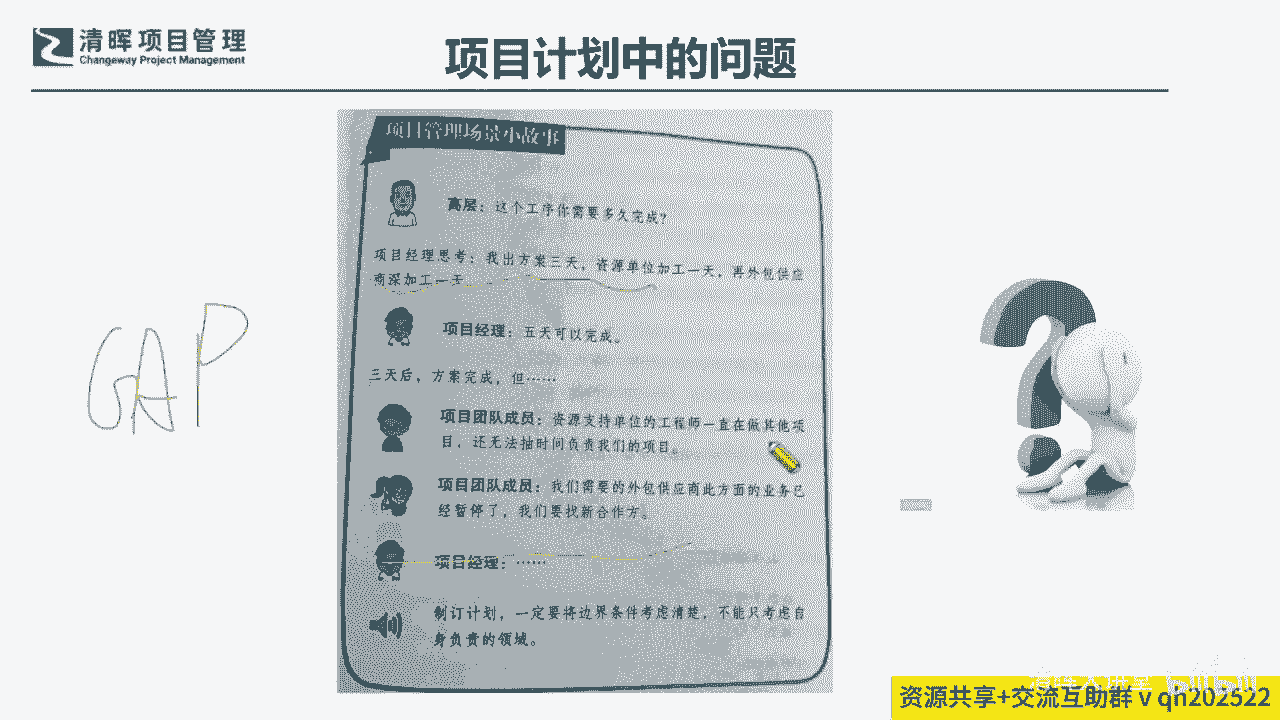 清晖项目管理
Changeway Project Management
项目计划中的问题
项目管理场景小故事
高层：这个工序你需要多久完成？
项目经理思考：我出方案三天，资源单位加工一天，再外包供应
商深加工一天。
项目经理：五天可以完成。
三天后，方案完成，但……
项目团队成员：资源支持单位的工程师一直在做其他项
目，还无法抽时间负责我们的项目。
项目团队成员：我们需要的外包供应商此方面的业务已
经暂停了，我们要找新合作方。
项目经理：……
制订计划，一定要将边界条件考虑清楚，不能只考虑自
身负责的领域。
GAP
清晖大讲堂 bilibili
资源共享+交流互助群 v qh202522